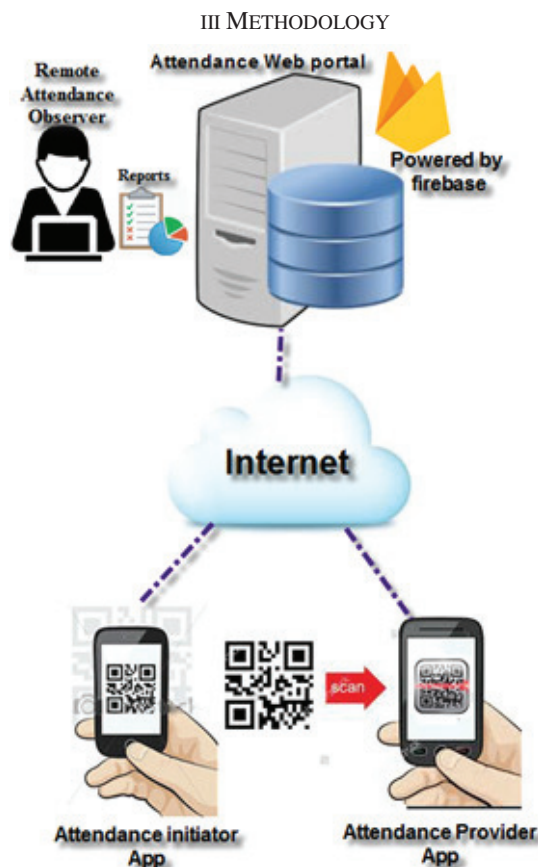 III METHODOLOGY
Attendance Web portal
Remote
Attendance
Observer
Reports
Powered by
firebase
Internet
scan
Attendance initiator
App
Attendance Provider
App